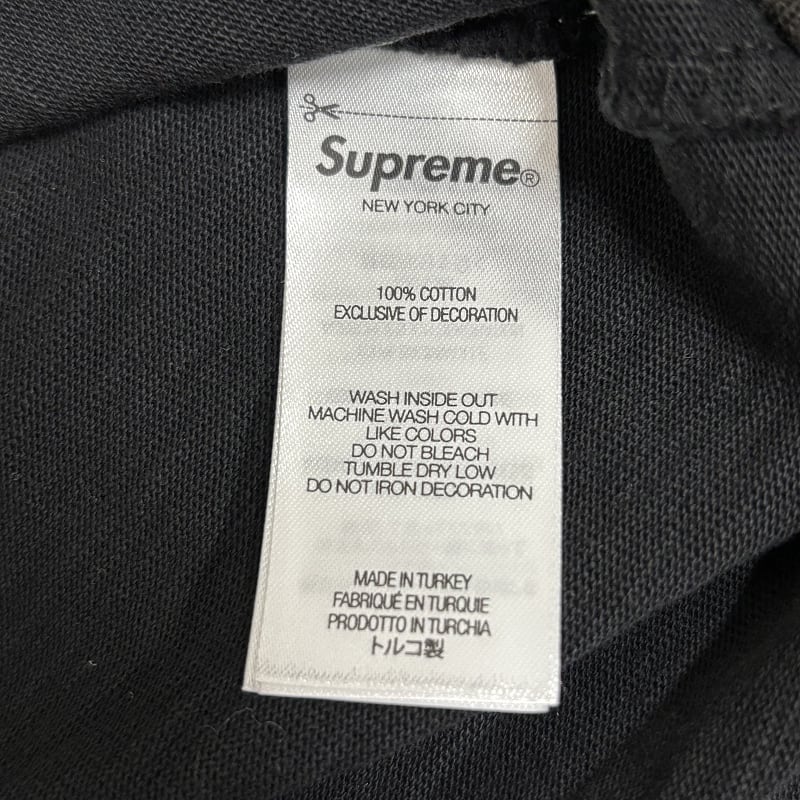 Supreme®
NEW YORK CITY
100% COTTON
EXCLUSIVE OF DECORATION
WASH INSIDE OUT
MACHINE WASH COLD WITH
LIKE COLORS
DO NOT BLEACH
TUMBLE DRY LOW
DO NOT IRON DECORATION
MADE IN TURKEY
FABRIQUÉ EN TURQUIE
PRODOTTO IN TURCHIA
トルコ製